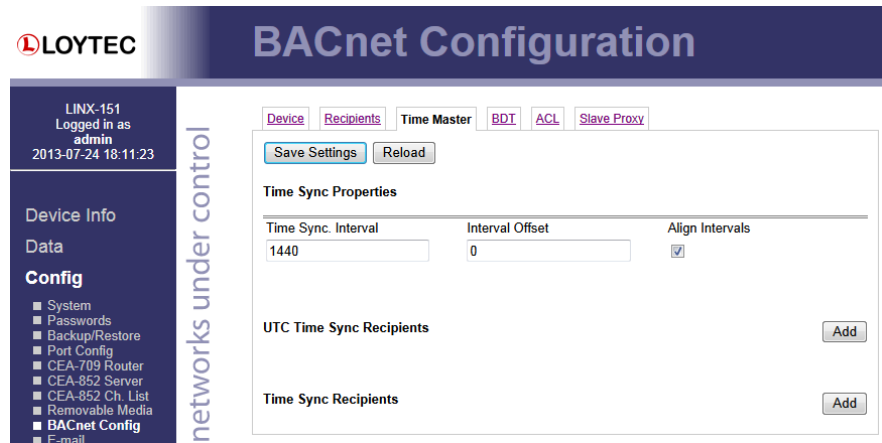 LOYTEC
BACnet Configuration
LINX-151
Logged in as
admin
2013-07-24 18:11:23
Device Info
Data
Config
System
Passwords
Backup/Restore
Port Config
CEA-709 Router
CEA-852 Server
CEA-852 Ch. List
Removable Media
BACnet Config
E-mail
networks under control
Device Recipients Time Master BDT ACL Slave Proxy
Save Settings Reload
Time Sync Properties
Time Sync. Interval Interval Offset Align Intervals
1440 0
UTC Time Sync Recipients Add
Time Sync Recipients Add